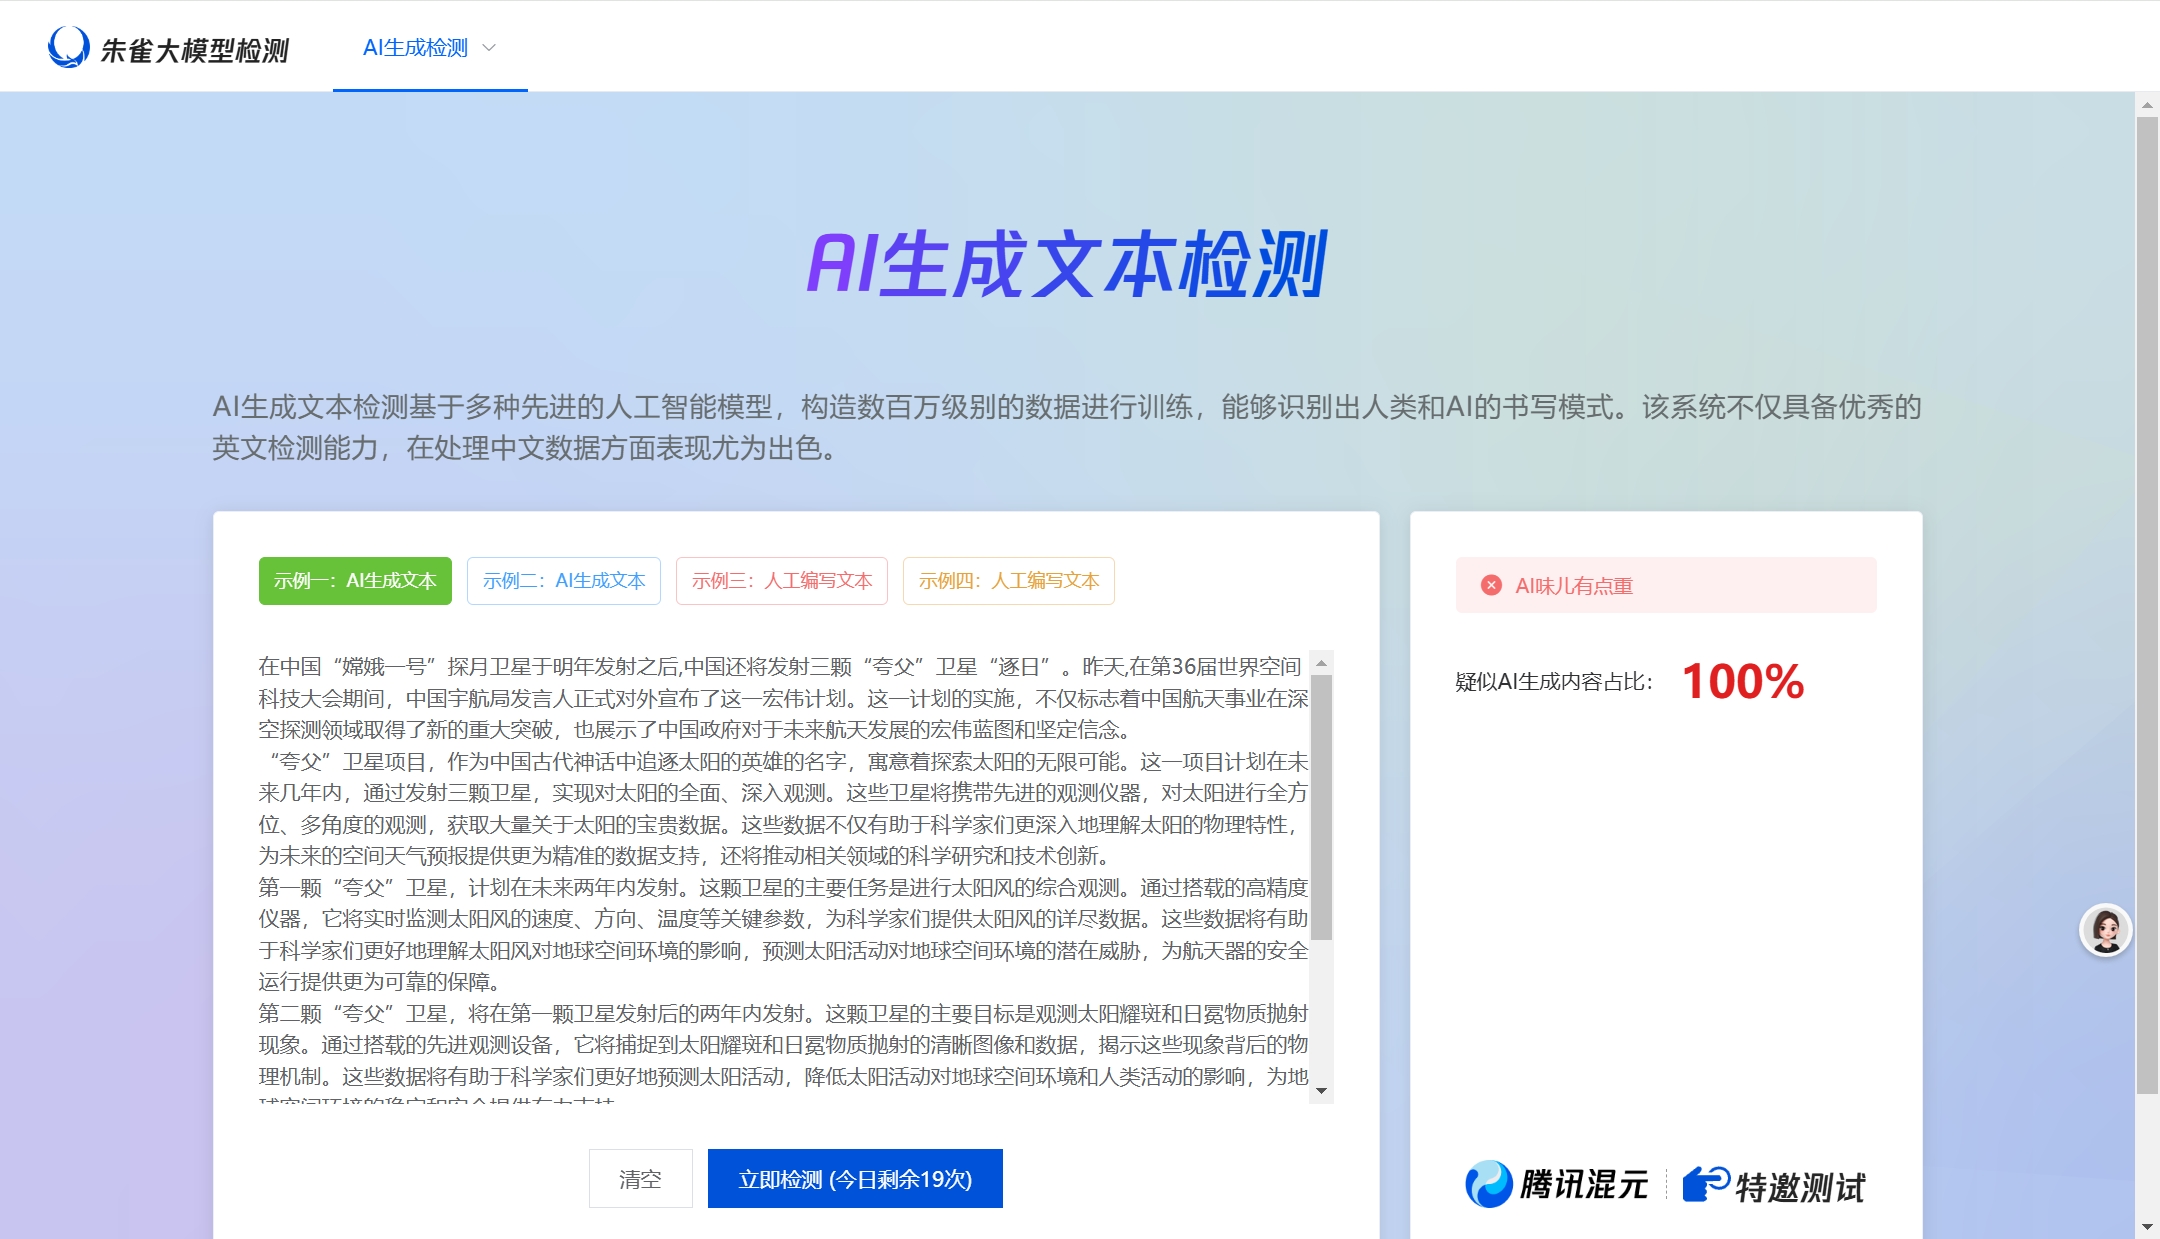 朱雀大模型检测
AI生成检测
AI生成文本检测
AI生成文本检测基于多种先进的人工智能模型，构造数百万级别的数据进行训练，能够识别出人类和AI的书写模式。该系统不仅具备优秀的
英文检测能力，在处理中文数据方面表现尤为出色。
示例一：AI生成文本
示例二：AI生成文本
示例三：人工编写文本
示例四：人工编写文本
在中国“嫦娥一号”探月卫星于明年发射之后,中国还将发射三颗“夸父”卫星“逐日”。昨天,在第36届世界空间
科技大会期间，中国宇航局发言人正式对外宣布了这一宏伟计划。这一计划的实施，不仅标志着中国航天事业在深
空探测领域取得了新的重大突破，也展示了中国政府对于未来航天发展的宏伟蓝图和坚定信念。
“夸父”卫星项目，作为中国古代神话中追逐太阳的英雄的名字，寓意着探索太阳的无限可能。这一项目计划在未
来几年内，通过发射三颗卫星，实现对太阳的全面、深入观测。这些卫星将携带先进的观测仪器，对太阳进行全方
位、多角度的观测，获取大量关于太阳的宝贵数据。这些数据不仅有助于科学家们更深入地理解太阳的物理特性，
为未来的空间天气预报提供更为精准的数据支持，还将推动相关领域的科学研究和技术创新。
第一颗“夸父”卫星，计划在未来两年内发射。这颗卫星的主要任务是进行太阳风的综合观测。通过搭载的高精度
仪器，它将实时监测太阳风的速度、方向、温度等关键参数，为科学家们提供太阳风的详尽数据。这些数据将有助
于科学家们更好地理解太阳风对地球空间环境的影响，预测太阳活动对地球空间环境的潜在威胁，为航天器的安全
运行提供更为可靠的保障。
第二颗“夸父”卫星，将在第一颗卫星发射后的两年内发射。这颗卫星的主要目标是观测太阳耀斑和日冕物质抛射
现象。通过搭载的先进观测设备，它将捕捉到太阳耀斑和日冕物质抛射的清晰图像和数据，揭示这些现象背后的物
理机制。这些数据将有助于科学家们更好地预测太阳活动，降低太阳活动对地球空间环境和人类活动的影响，为地
清空
立即检测 (今日剩余19次)
AI味儿有点重
疑似AI生成内容占比：
100%
腾讯混元
特邀测试